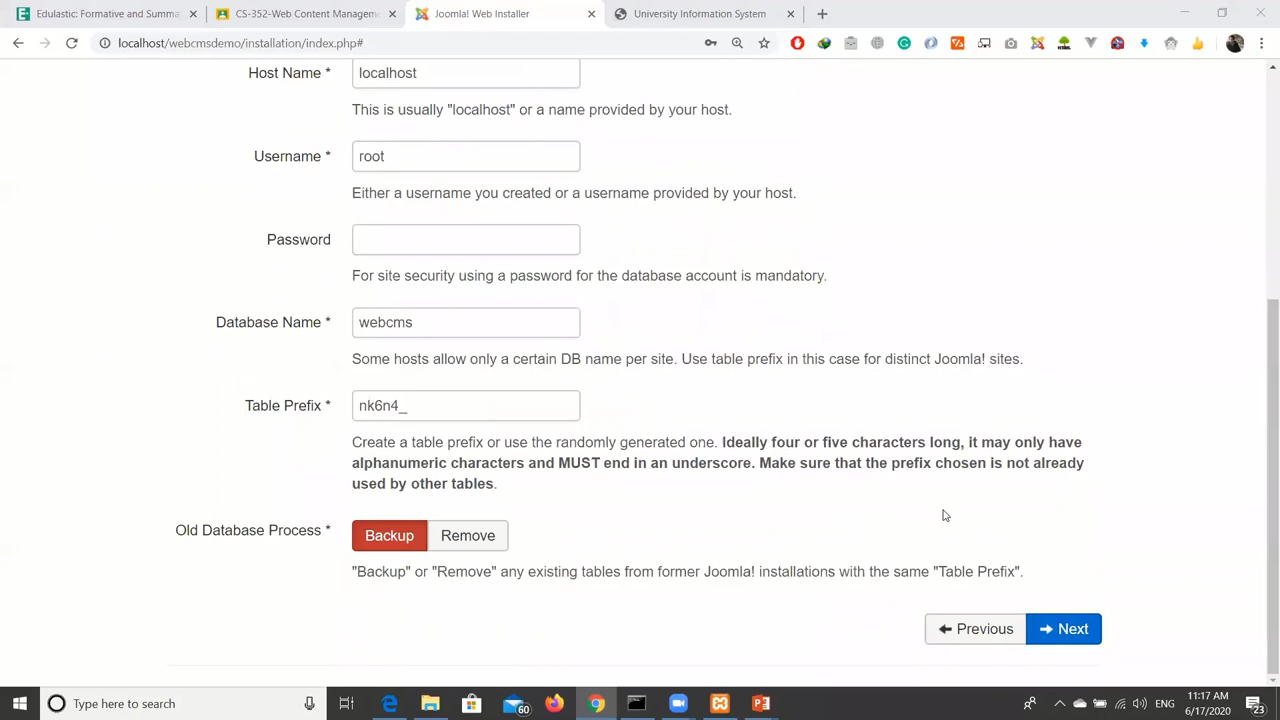 Edulastic: Formative and Summa
CS-352-Web Content Managem
Joomla! Web Installer
University Information System
localhost/webcmsdemo/installation/index.php#
Host Name *
localhost
This is usually "localhost" or a name provided by your host.
Username *
root
Either a username you created or a username provided by your host.
Password
For site security using a password for the database account is mandatory.
Database Name *
webcms
Some hosts allow only a certain DB name per site. Use table prefix in this case for distinct Joomla! sites.
Table Prefix *
nk6n4_
Create a table prefix or use the randomly generated one. Ideally four or five characters long, it may only have
alphanumeric characters and MUST end in an underscore. Make sure that the prefix chosen is not already
used by other tables.
Old Database Process *
Backup
Remove
"Backup" or "Remove" any existing tables from former Joomla! installations with the same "Table Prefix".
Previous
Next
Type here to search
60
ENG
11:17 AM
6/17/2020
23